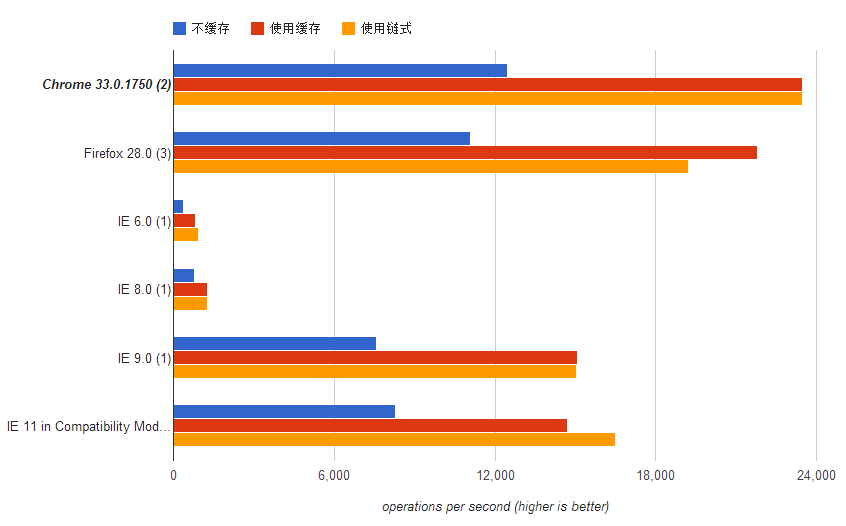 不缓存 使用缓存 使用链式
Chrome 33.0.1750 (2)
Firefox 28.0 (3)
IE 6.0 (1)
IE 8.0 (1)
IE 9.0 (1)
IE 11 in Compatibility Mod...
0 6,000 12,000 18,000 24,000
operations per second (higher is better)